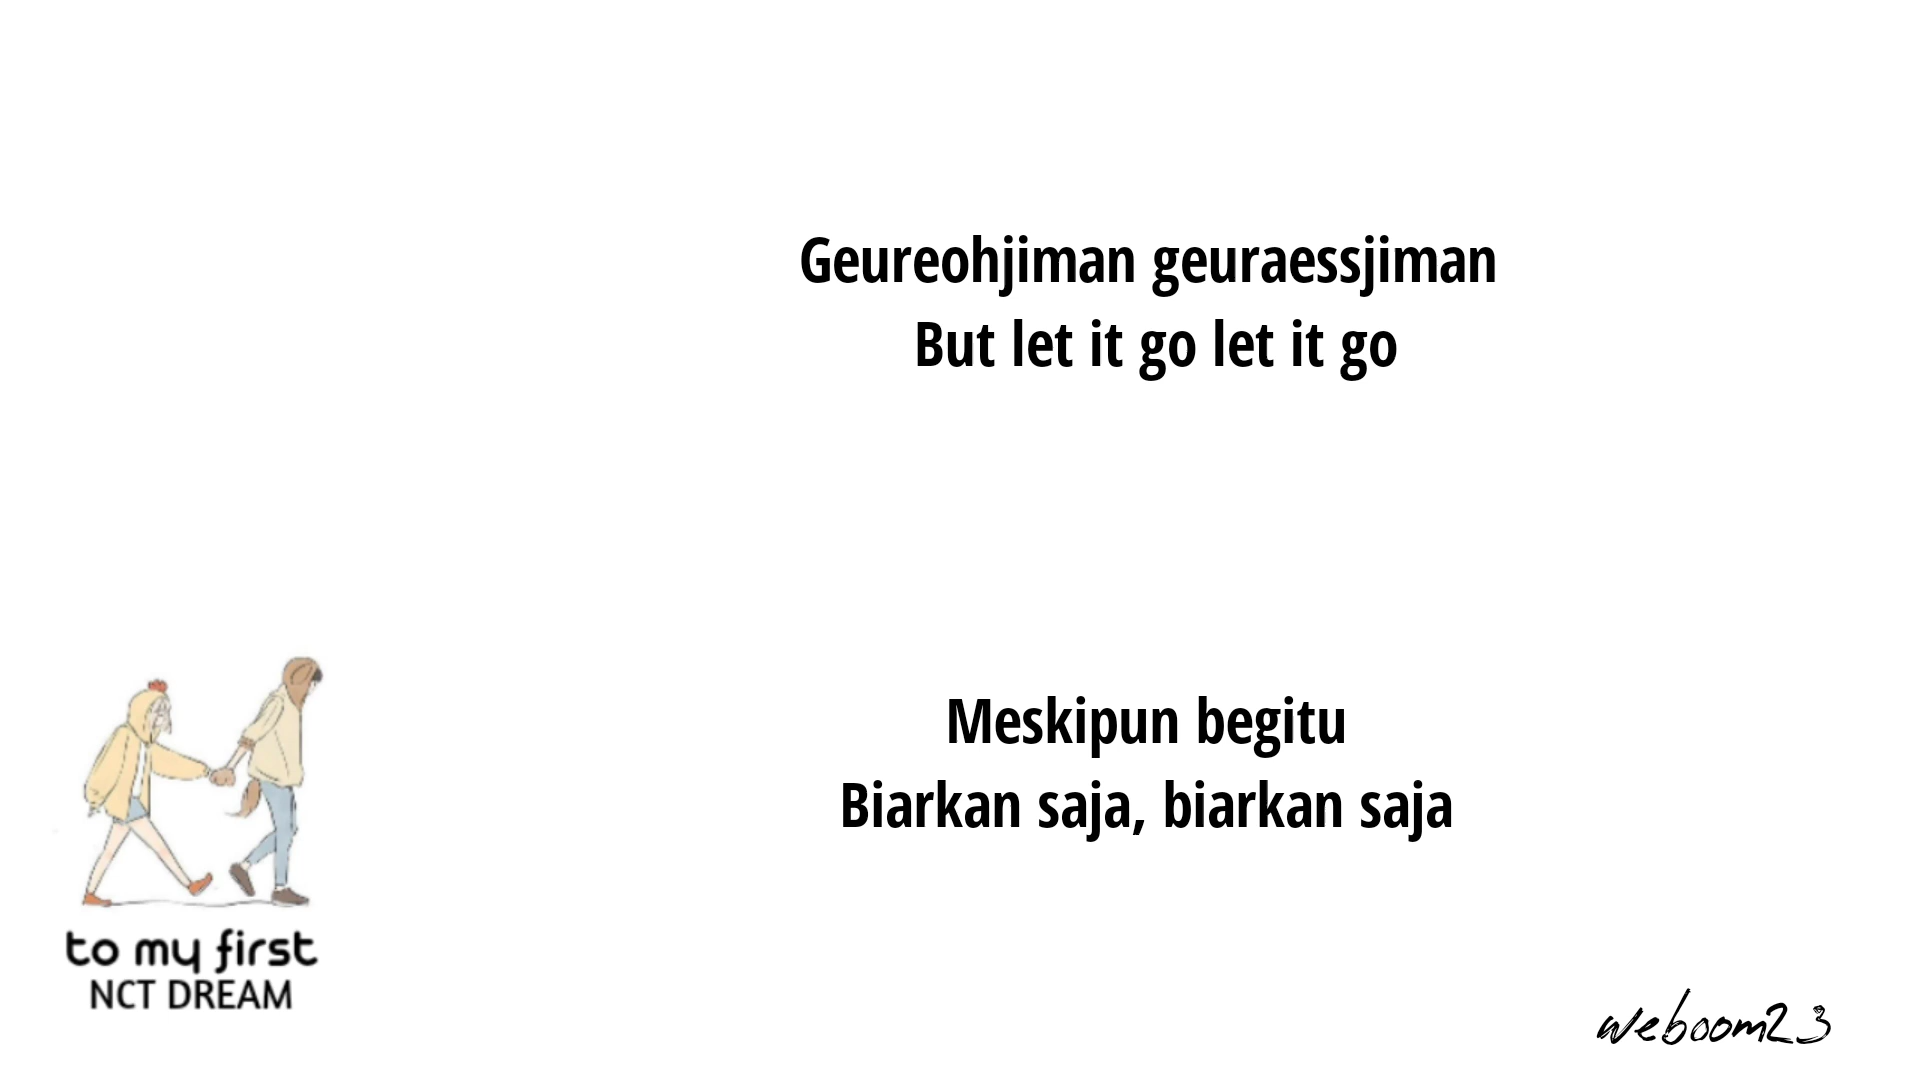 Geureohjiman geuraessjiman
But let it go let it go
Meskipun begitu
Biarkan saja, biarkan saja
to my first
NCT DREAM
weboom23